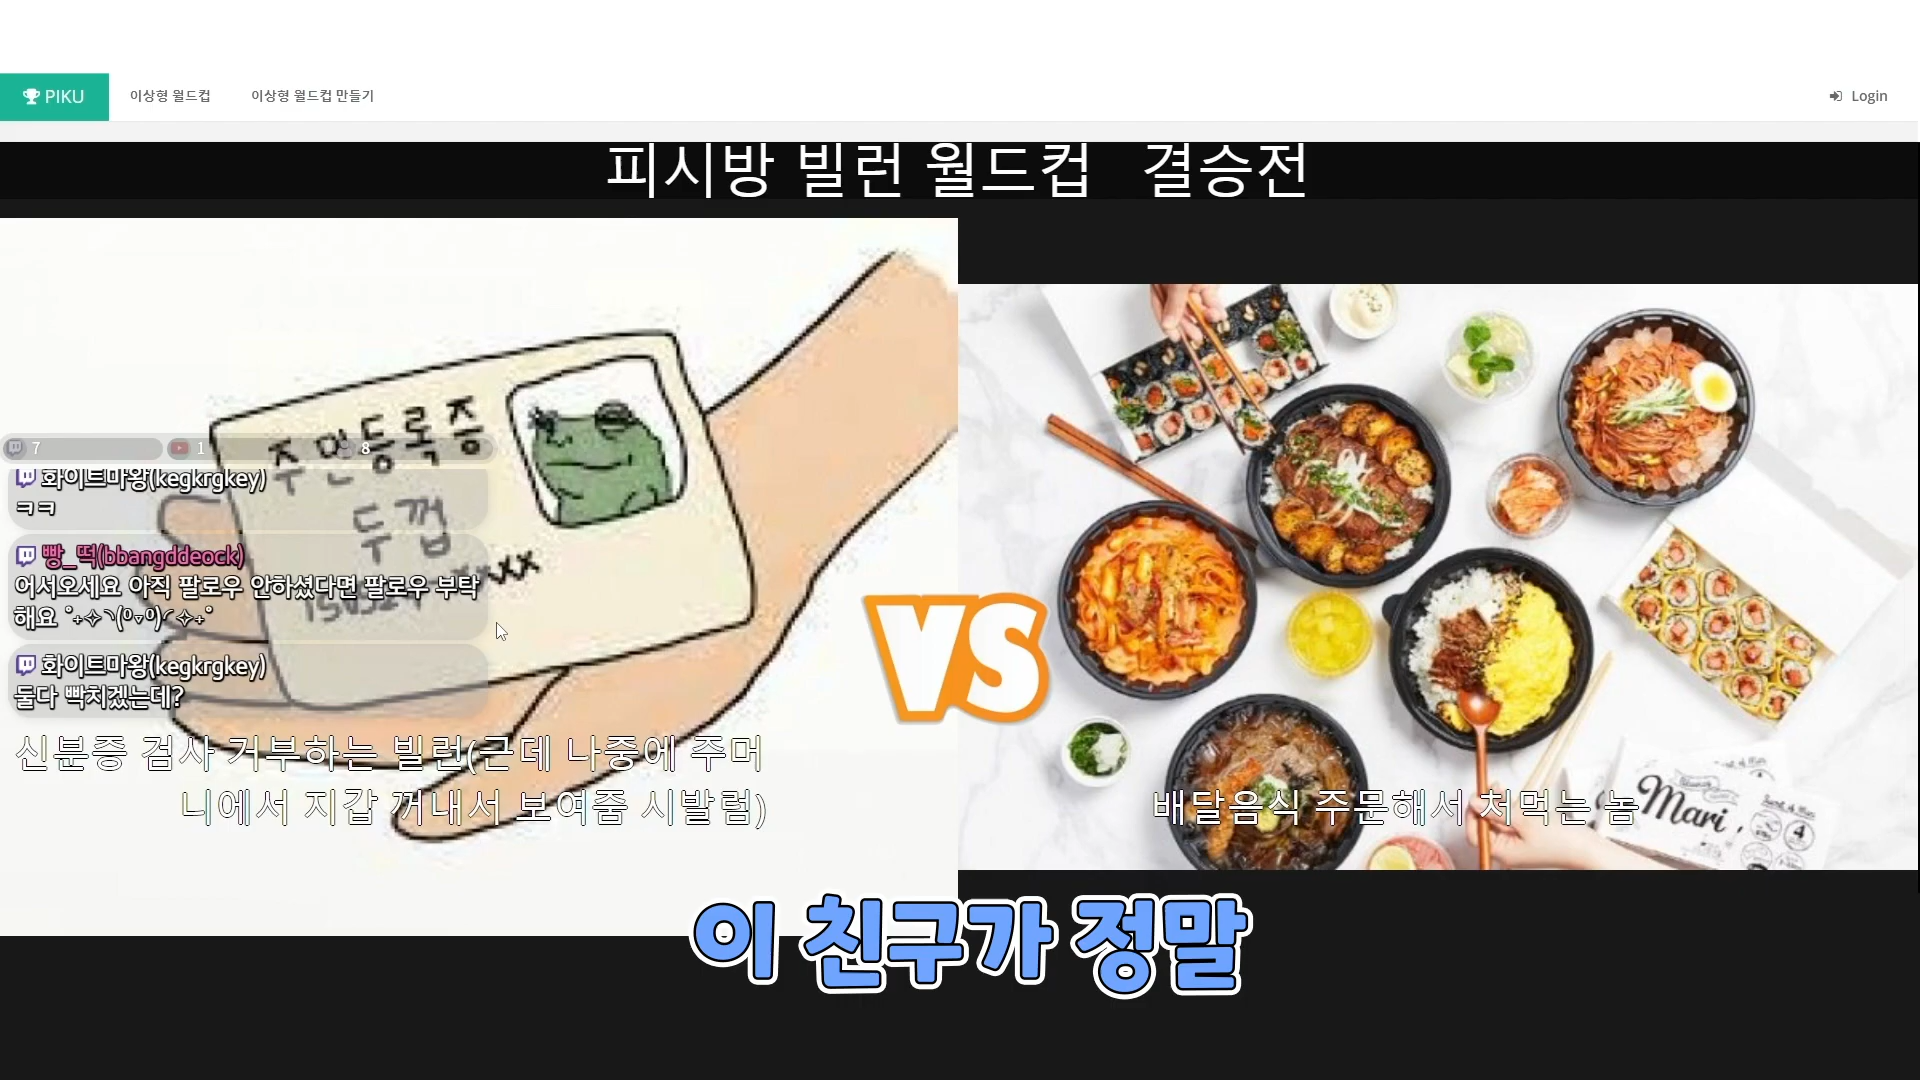 PIKU
이상형 월드컵
이상형 월드컵 만들기
Login
피시방 빌런 월드컵 결승전
주민등록증
두껍
7
1
8
화이트마왕(kegkrgkey)
ㅋㅋ
빵_떡(bbangddeock)
어서오세요 아직 팔로우 안하셨다면 팔로우 부탁
해요
화이트마왕(kegkrgkey)
둘다 빡치겠는데?
신분증 검사 거부하는 빌런(근데 나중에 주머
니에서 지갑 꺼내서 보여줌 시발럼)
VS
Mari
4
배달음식 주문해서 처먹는 놈
이 친구가 정말